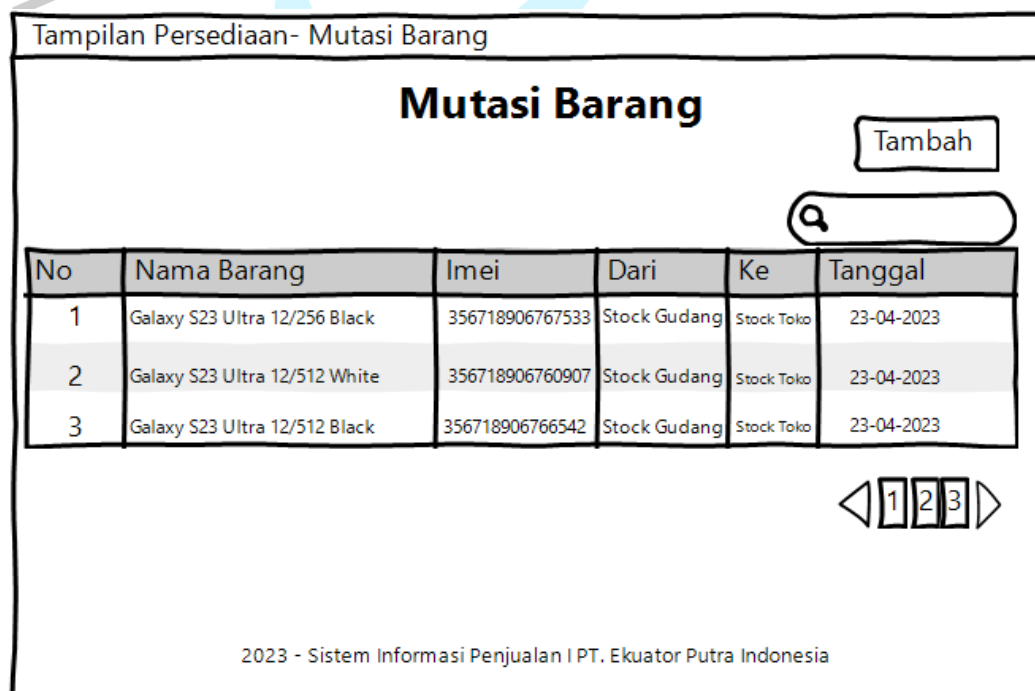 Tampilan Persediaan- Mutasi Barang
Mutasi Barang
Tambah
No Nama Barang Imei Dari Ke Tanggal
1 Galaxy S23 Ultra 12/256 Black 356718906767533 Stock Gudang Stock Toko 23-04-2023
2 Galaxy S23 Ultra 12/512 White 356718906760907 Stock Gudang Stock Toko 23-04-2023
3 Galaxy S23 Ultra 12/512 Black 356718906766542 Stock Gudang Stock Toko 23-04-2023
1 2 3
2023 - Sistem Informasi Penjualan I PT. Ekuator Putra Indonesia